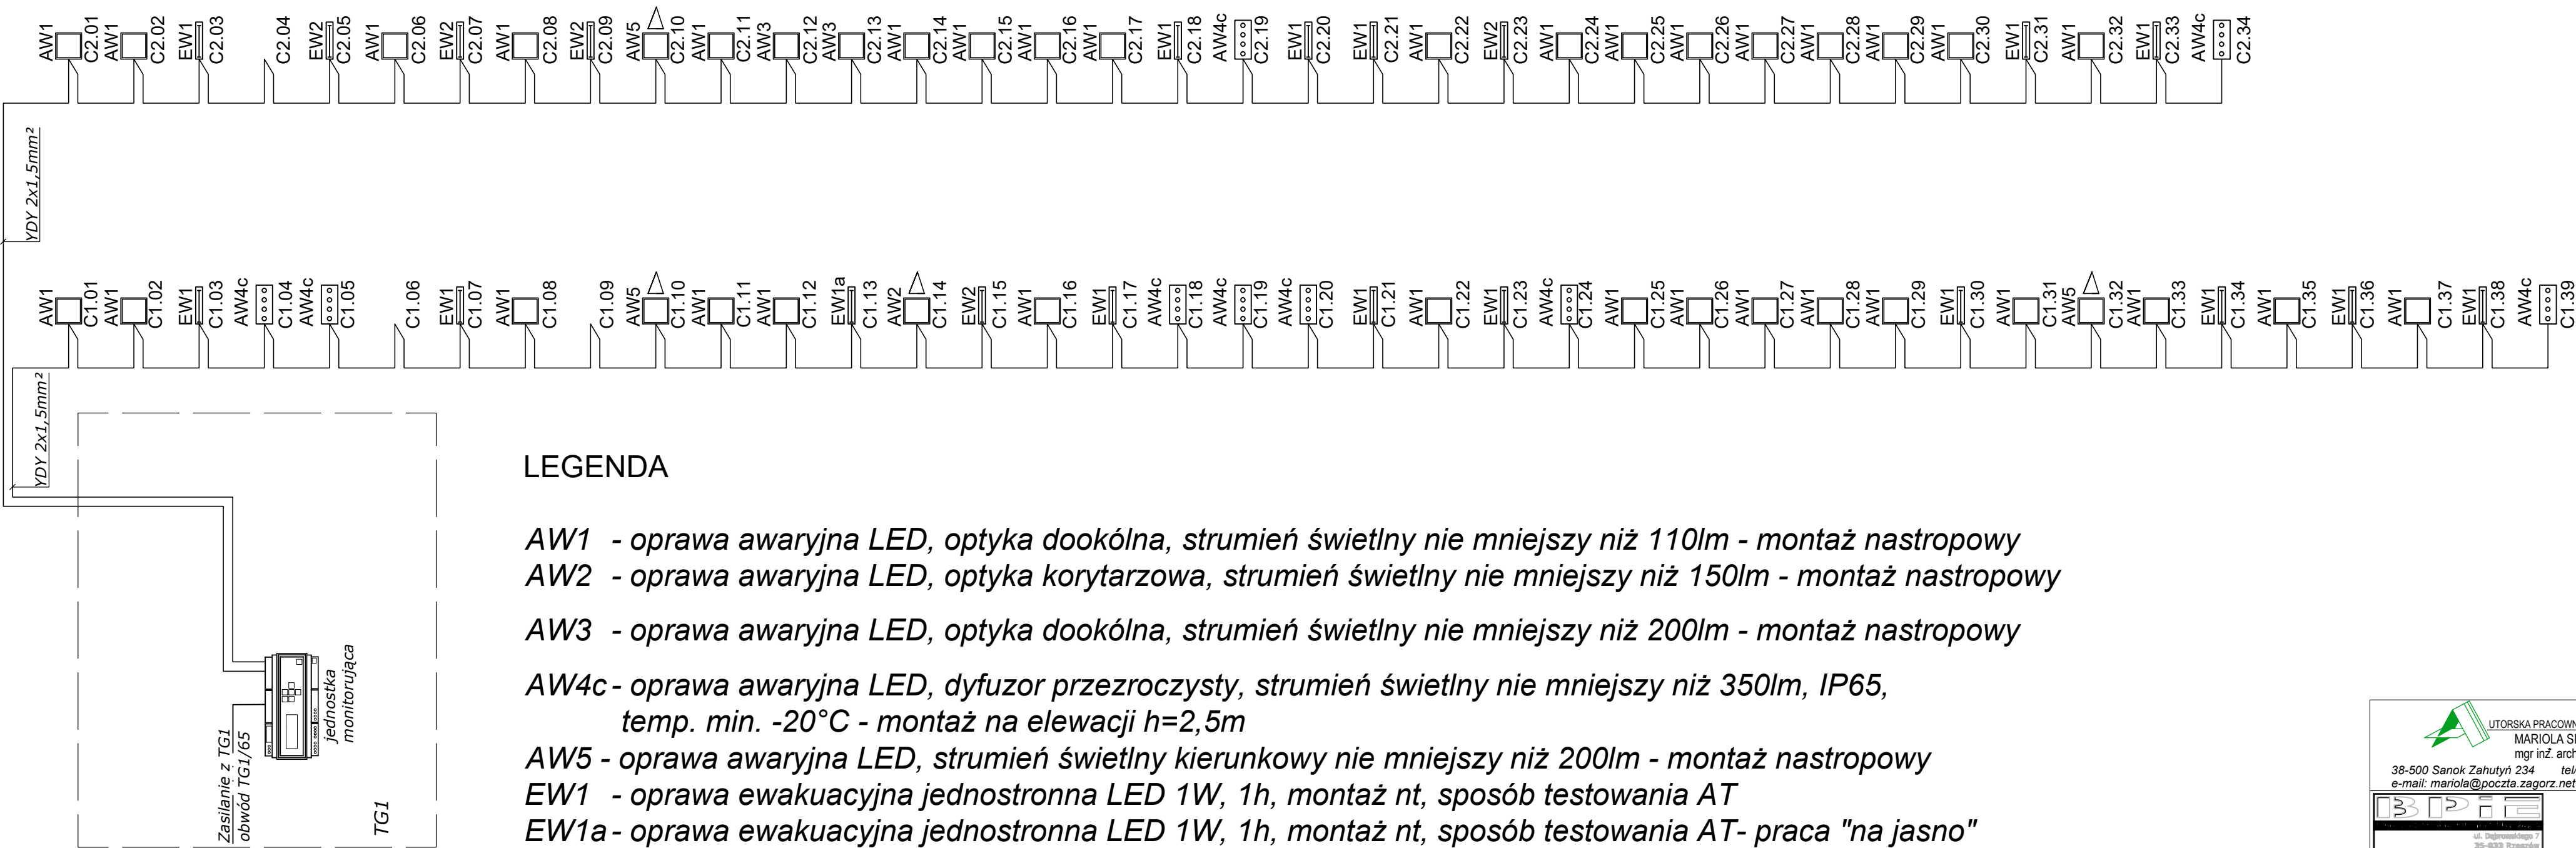 AW1 C2.01 AW1 C2.02 EW1 C2.03 C2.04 EW2 C2.05 AW1 C2.06 EW2 C2.07 AW1 C2.08 EW2 C2.09 AW5 C2.10 AW1 C2.11 AW3 C2.12 AW3 C2.13 AW1 C2.14 AW1 C2.15 AW1 C2.16 AW1 C2.17 EW1 C2.18 AW4c C2.19 EW1 C2.20 EW1 C2.21 AW1 C2.22 EW2 C2.23 AW1 C2.24 AW1 C2.25 AW1 C2.26 AW1 C2.27 AW1 C2.28 AW1 C2.29 AW1 C2.30 EW1 C2.31 AW1 C2.32 EW1 C2.33 AW4c C2.34
YDY 2x1,5mm²
AW1 C1.01 AW1 C1.02 EW1 C1.03 AW4c C1.04 AW4c C1.05 C1.06 EW1 C1.07 AW1 C1.08 C1.09 AW5 C1.10 AW1 C1.11 AW1 C1.12 EW1a C1.13 AW2 C1.14 EW2 C1.15 AW1 C1.16 EW1 C1.17 AW4c C1.18 AW4c C1.19 AW4c C1.20 EW1 C1.21 AW1 C1.22 EW1 C1.23 AW4c C1.24 AW1 C1.25 AW1 C1.26 AW1 C1.27 AW1 C1.28 AW1 C1.29 EW1 C1.30 AW1 C1.31 AW5 C1.32 AW1 C1.33 EW1 C1.34 AW1 C1.35 EW1 C1.36 AW1 C1.37 EW1 C1.38 AW4c C1.39
YDY 2x1,5mm²
Zasilanie z TG1
obwód TG1/65
jednostka
monitorująca
TG1
LEGENDA
AW1 - oprawa awaryjna LED, optyka dookólna, strumień świetlny nie mniejszy niż 110lm - montaż nastropowy
AW2 - oprawa awaryjna LED, optyka korytarzowa, strumień świetlny nie mniejszy niż 150lm - montaż nastropowy
AW3 - oprawa awaryjna LED, optyka dookólna, strumień świetlny nie mniejszy niż 200lm - montaż nastropowy
AW4c - oprawa awaryjna LED, dyfuzor przezroczysty, strumień świetlny nie mniejszy niż 350lm, IP65,
temp. min. -20°C - montaż na elewacji h=2,5m
AW5 - oprawa awaryjna LED, strumień świetlny kierunkowy nie mniejszy niż 200lm - montaż nastropowy
EW1 - oprawa ewakuacyjna jednostronna LED 1W, 1h, montaż nt, sposób testowania AT
EW1a - oprawa ewakuacyjna jednostronna LED 1W, 1h, montaż nt, sposób testowania AT- praca "na jasno"
UTORSKA PRACOWN
MARIOLA
mgr inż. arch
38-500 Sanok Zahutyń 234 tel/
e-mail: mariola@poczta.zagorz.net
BPiE
ul. Dąbrowskiego 7
35-033 Rzeszów